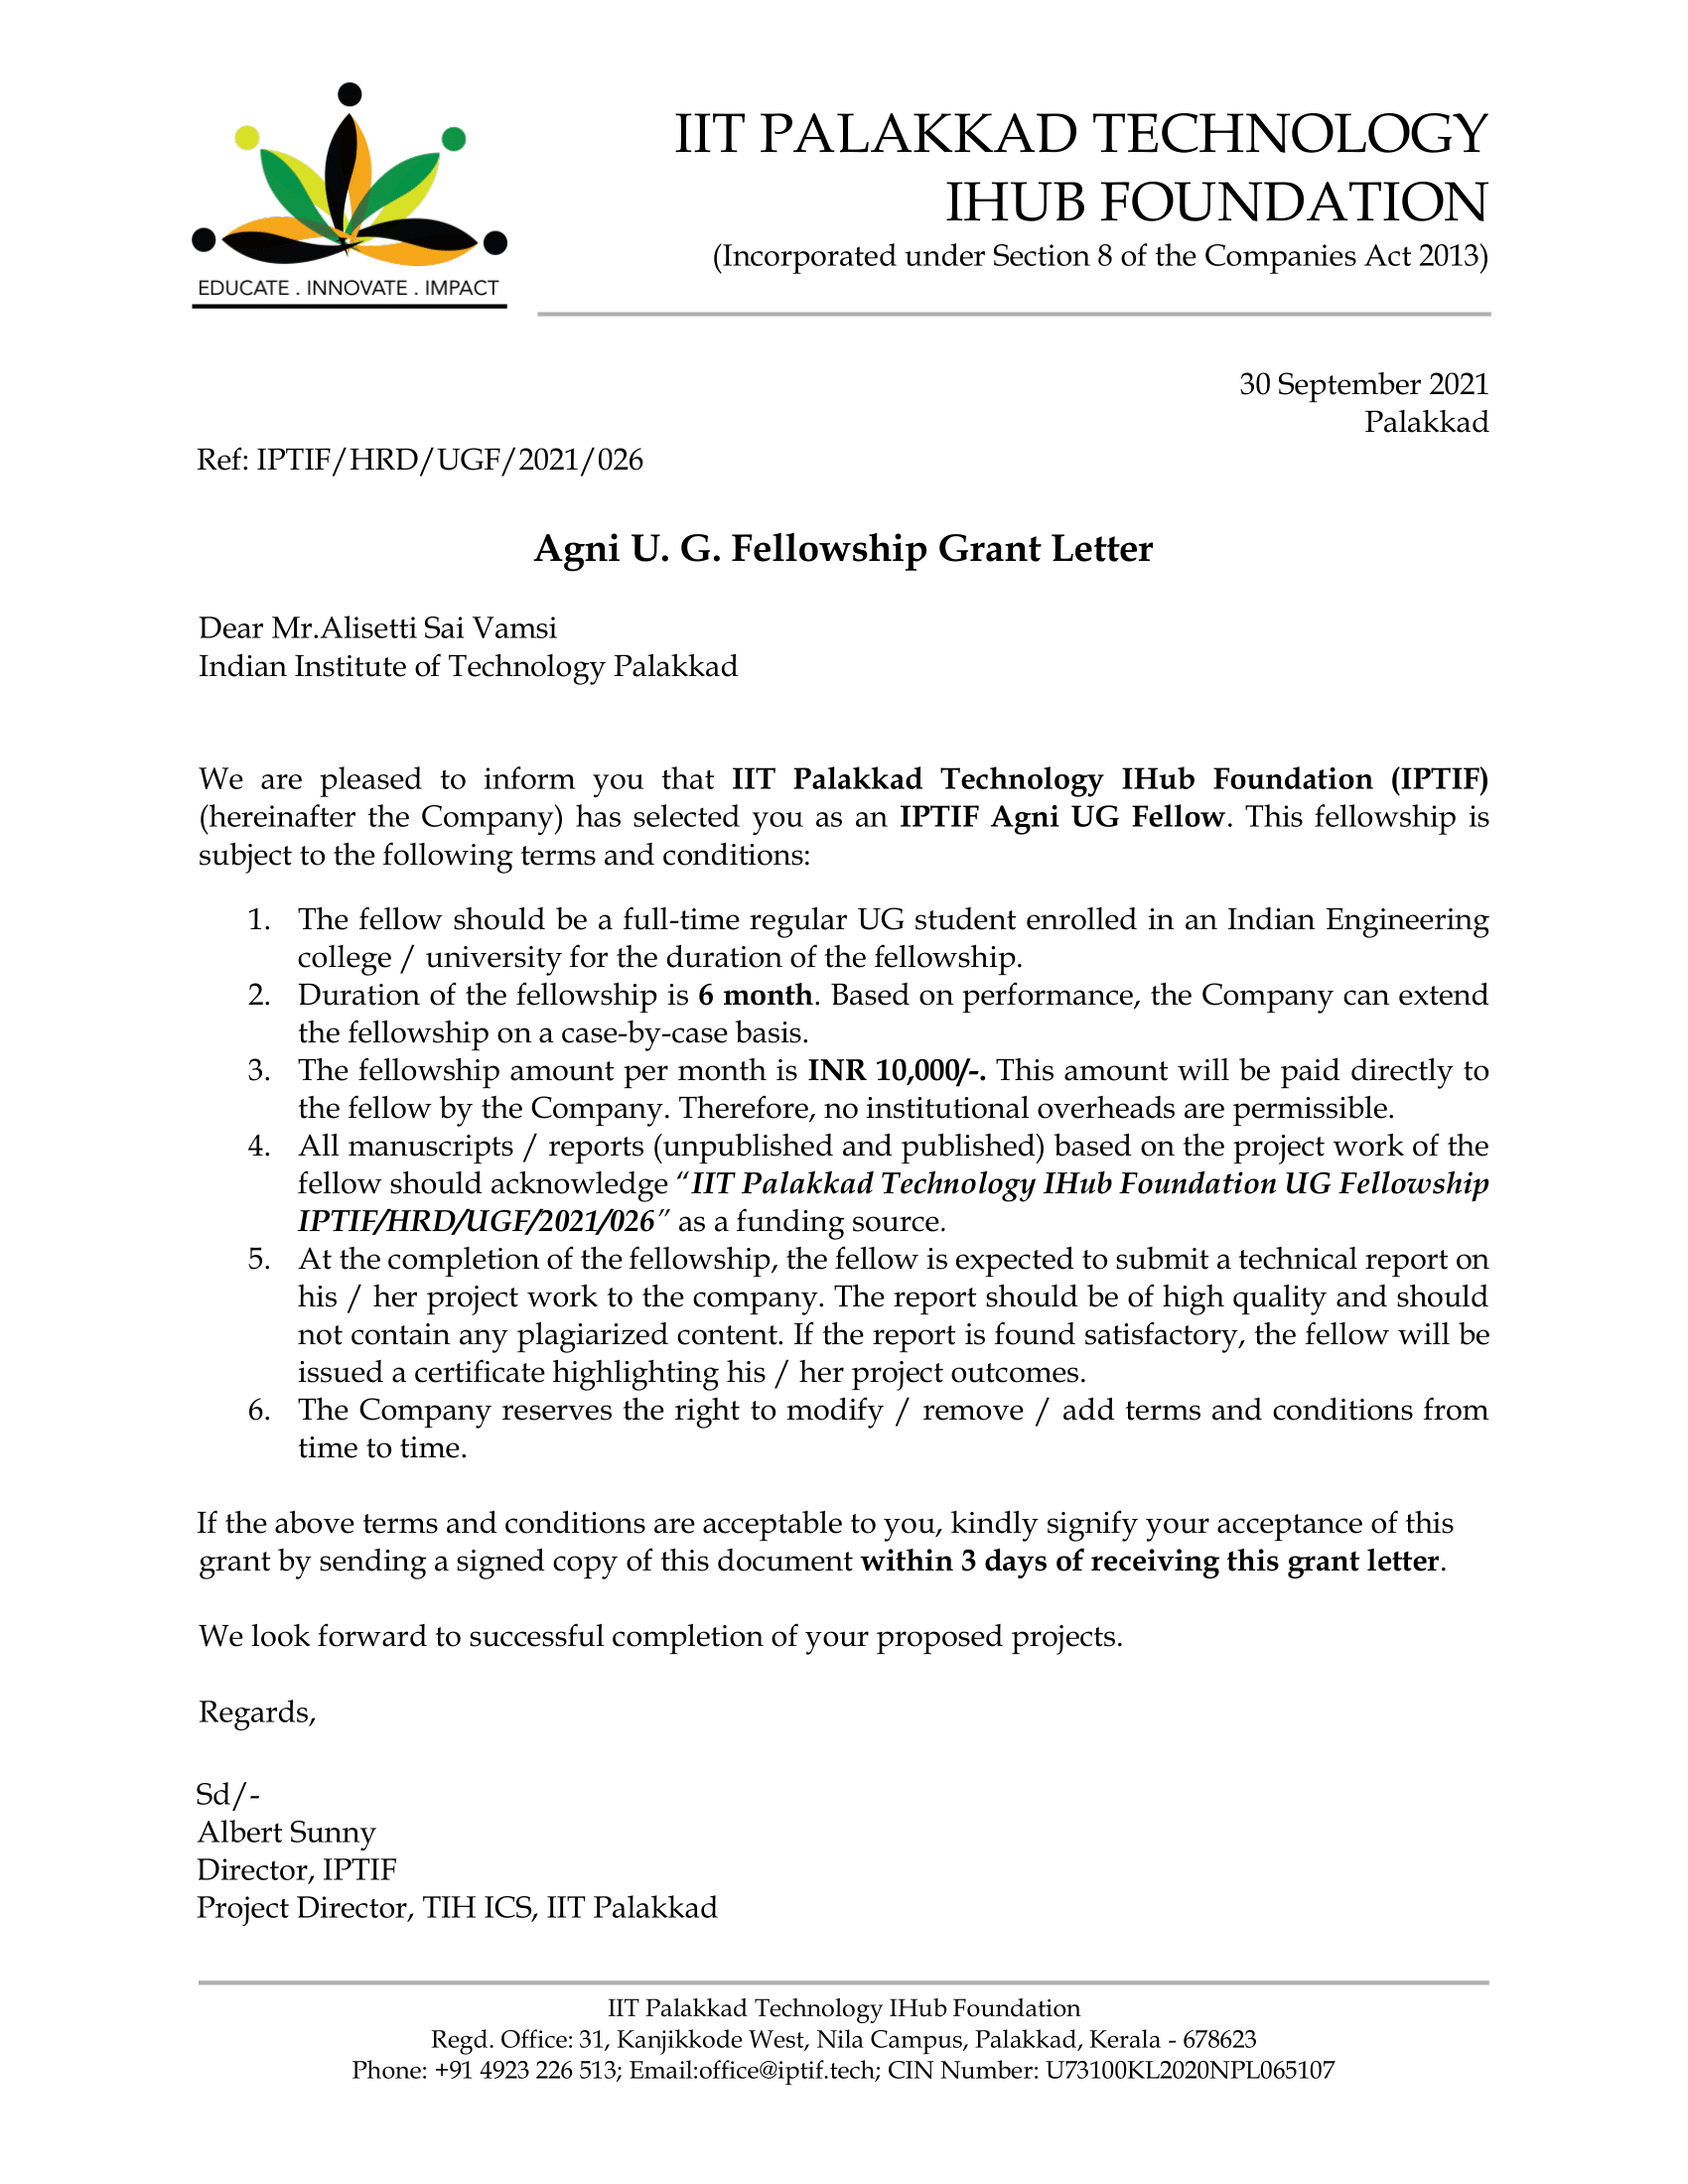 IIT PALAKKAD TECHNOLOGY
IHUB FOUNDATION
(Incorporated under Section 8 of the Companies Act 2013)
EDUCATE . INNOVATE . IMPACT
30 September 2021
Palakkad
Ref: IPTIF/HRD/UGF/2021/026
Agni U. G. Fellowship Grant Letter
Dear Mr.Alisetti Sai Vamsi
Indian Institute of Technology Palakkad
We are pleased to inform you that IIT Palakkad Technology IHub Foundation (IPTIF)
(hereinafter the Company) has selected you as an IPTIF Agni UG Fellow. This fellowship is
subject to the following terms and conditions:
1. The fellow should be a full-time regular UG student enrolled in an Indian Engineering
college / university for the duration of the fellowship.
2. Duration of the fellowship is 6 month. Based on performance, the Company can extend
the fellowship on a case-by-case basis.
3. The fellowship amount per month is INR 10,000/-. This amount will be paid directly to
the fellow by the Company. Therefore, no institutional overheads are permissible.
4. All manuscripts / reports (unpublished and published) based on the project work of the
fellow should acknowledge “IIT Palakkad Technology IHub Foundation UG Fellowship
IPTIF/HRD/UGF/2021/026” as a funding source.
5. At the completion of the fellowship, the fellow is expected to submit a technical report on
his / her project work to the company. The report should be of high quality and should
not contain any plagiarized content. If the report is found satisfactory, the fellow will be
issued a certificate highlighting his / her project outcomes.
6. The Company reserves the right to modify / remove / add terms and conditions from
time to time.
If the above terms and conditions are acceptable to you, kindly signify your acceptance of this
grant by sending a signed copy of this document within 3 days of receiving this grant letter.
We look forward to successful completion of your proposed projects.
Regards,
Sd/-
Albert Sunny
Director, IPTIF
Project Director, TIH ICS, IIT Palakkad
IIT Palakkad Technology IHub Foundation
Regd. Office: 31, Kanjikkode West, Nila Campus, Palakkad, Kerala - 678623
Phone: +91 4923 226 513; Email:office@iptif.tech; CIN Number: U73100KL2020NPL065107